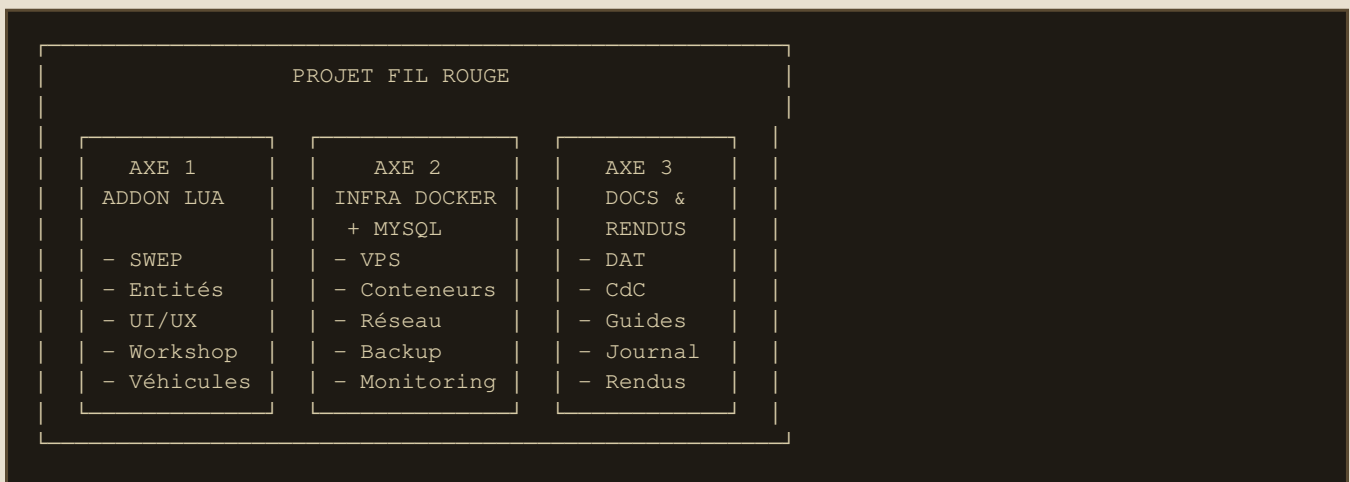 PROJET FIL ROUGE
AXE 1 AXE 2 AXE 3
ADDON LUA INFRA DOCKER DOCS &
+ MYSQL RENDUS
- SWEP - VPS - DAT
- Entités - Conteneurs - CdC
- UI/UX - Réseau - Guides
- Workshop - Backup - Journal
- Véhicules - Monitoring - Rendus